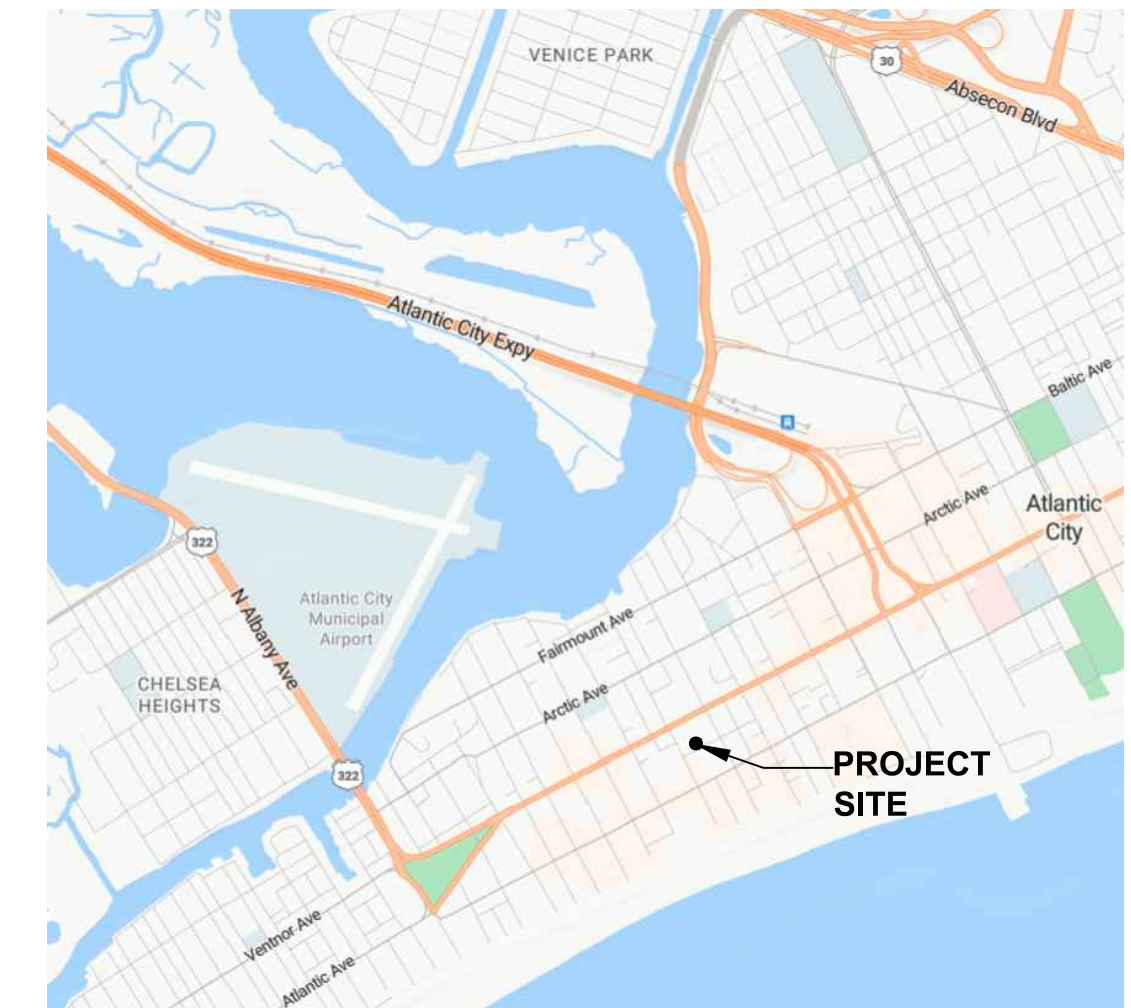 VENICE PARK
30
Absecon Blvd
Atlantic City Expy
Baltic Ave
Arctic Ave
Atlantic
City
322
N Albany Ave
Atlantic City
Municipal
Airport
Fairmount Ave
CHELSEA
HEIGHTS
Arctic Ave
322
PROJECT
SITE
Ventnor Ave
Atlantic Ave